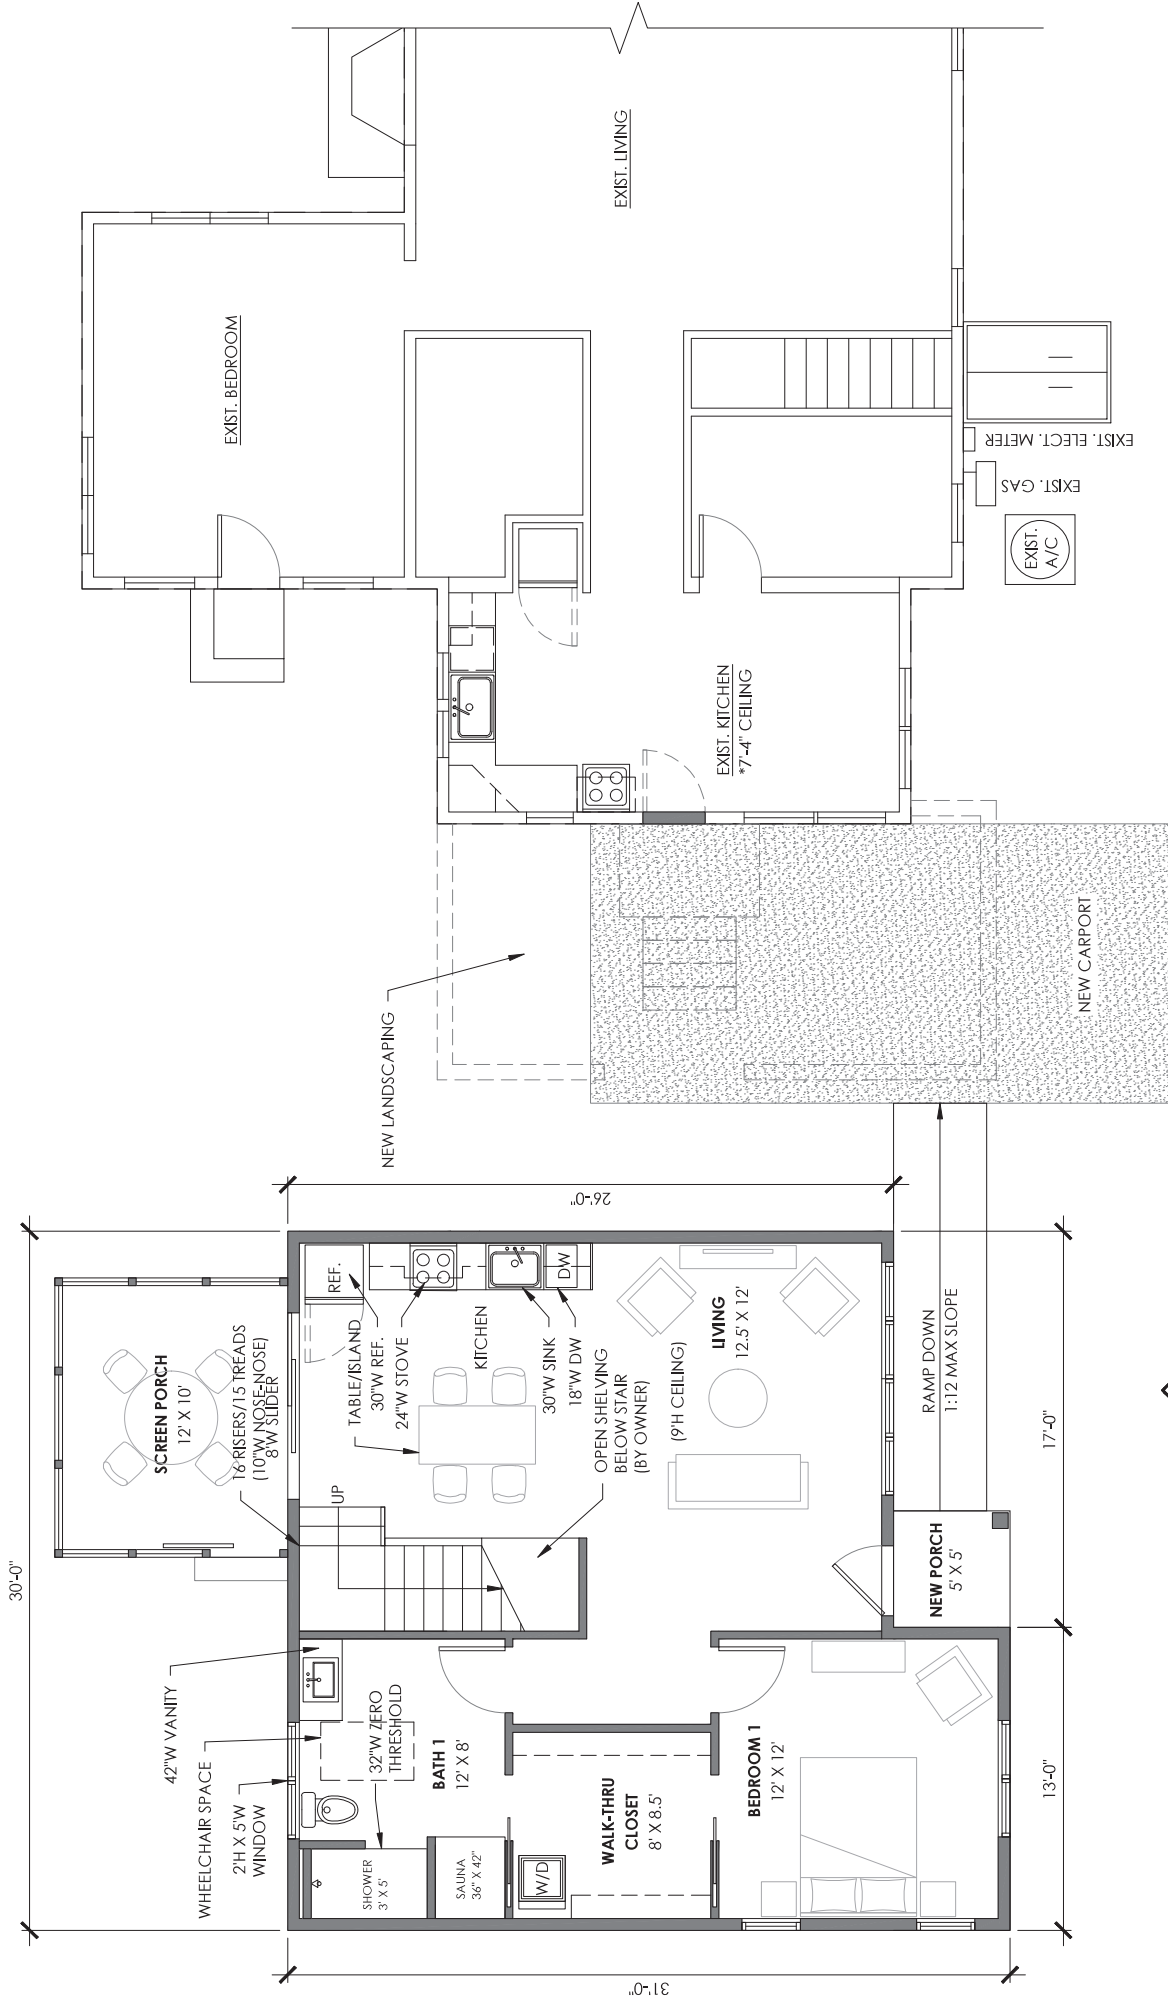 30'-0"
SCREEN PORCH
12' X 10'
16 RISERS/15 TREADS
(10"W NOSE-NOSE)
8'W SLIDER
42"W VANITY
WHEELCHAIR SPACE
2'H X 5'W
WINDOW
32"W ZERO
THRESHOLD
BATH 1
12' X 8'
SHOWER
3' X 5'
SAUNA
36" X 42"
W/D
WALK-THRU
CLOSET
8' X 8.5'
BEDROOM 1
12' X 12'
UP
TABLE/ISLAND
30"W REF.
24"W STOVE
REF.
KITCHEN
30"W SINK
18"W DW
DW
OPEN SHELVING
BELOW STAIR
(BY OWNER)
(9'H CEILING)
LIVING
12.5' X 12'
NEW PORCH
5' X 5'
RAMP DOWN
1:12 MAX SLOPE
13'-0"
17'-0"
31'-0"
26'-0"
NEW LANDSCAPING
NEW CARPORT
EXIST. KITCHEN
*7'-4" CEILING
EXIST. BEDROOM
EXIST. LIVING
EXIST.
A/C
EXIST. GAS
EXIST. ELECT. METER